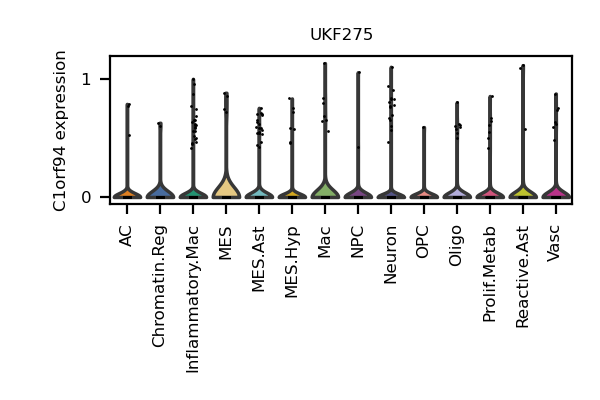 UKF275
C1orf94 expression
1
0
AC
Chromatin.Reg
Inflammatory.Mac
MES
MES.Ast
MES.Hyp
Mac
NPC
Neuron
OPC
Oligo
Prolif.Metab
Reactive.Ast
Vasc